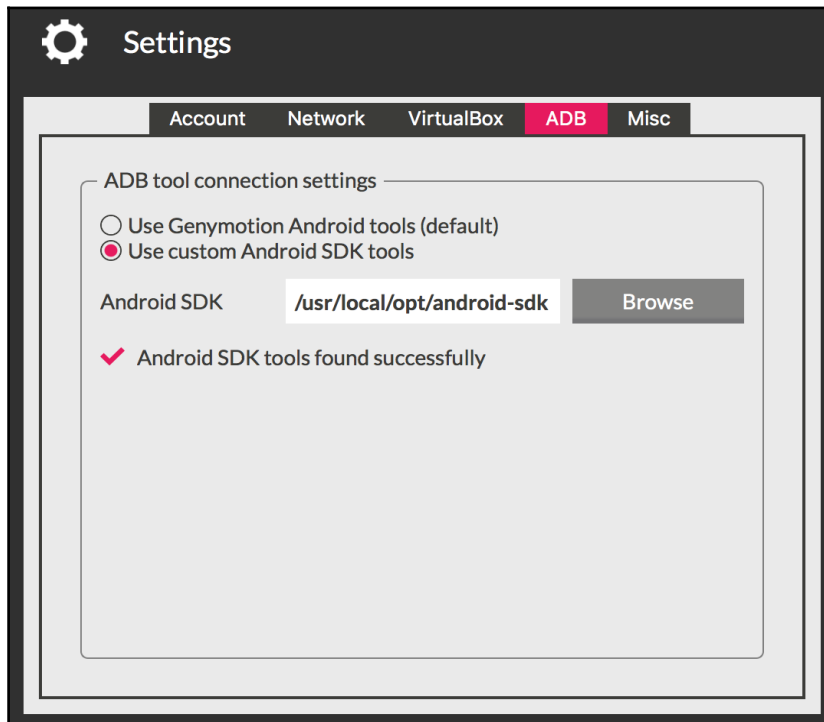 Settings
Account Network VirtualBox ADB Misc
ADB tool connection settings
Use Genymotion Android tools (default)
Use custom Android SDK tools
Android SDK /usr/local/opt/android-sdk Browse
Android SDK tools found successfully